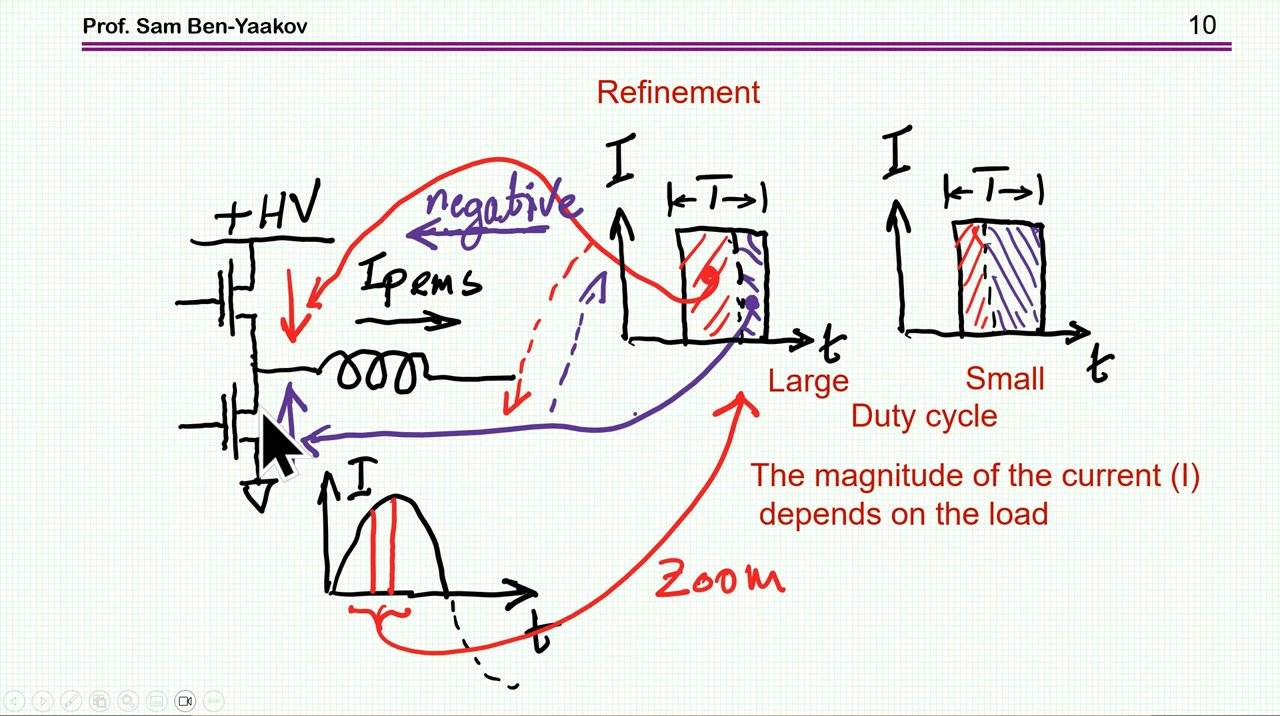 Prof. Sam Ben-Yaakov
10
Refinement
I
I
T
T
negative
+HV
Ipems
t
t
Large
Small
Duty cycle
I
The magnitude of the current (I)
depends on the load
Zoom
t